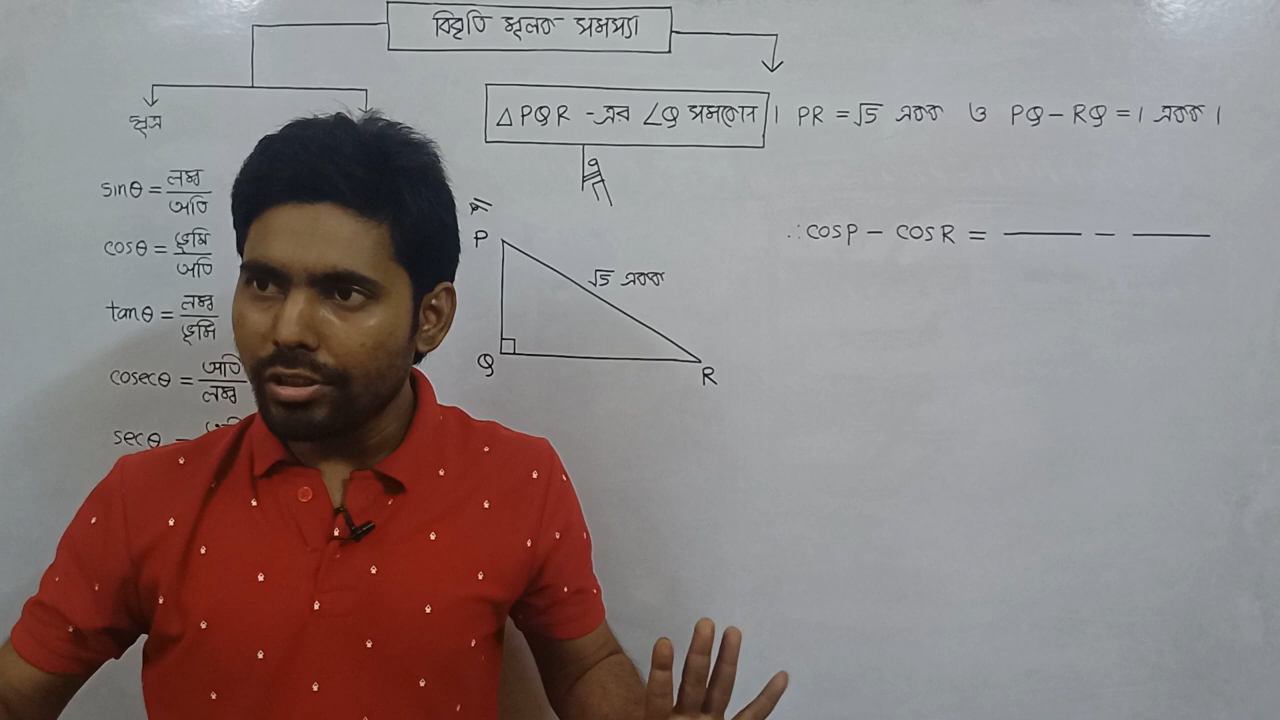 বিবৃতি মূলক সমস্যা
সূত্র
△PQR -এর ∠Q সমকোণ। PR = √5 একক ও PQ - RQ = 1 একক।
sinθ = লম্ব/অতি
cosθ = ভূমি/অতি
tanθ = লম্ব/ভূমি
cosecθ = অতি/লম্ব
secθ =
∴ cosP - cosR = —— - ——
P
√5 একক
Q
R